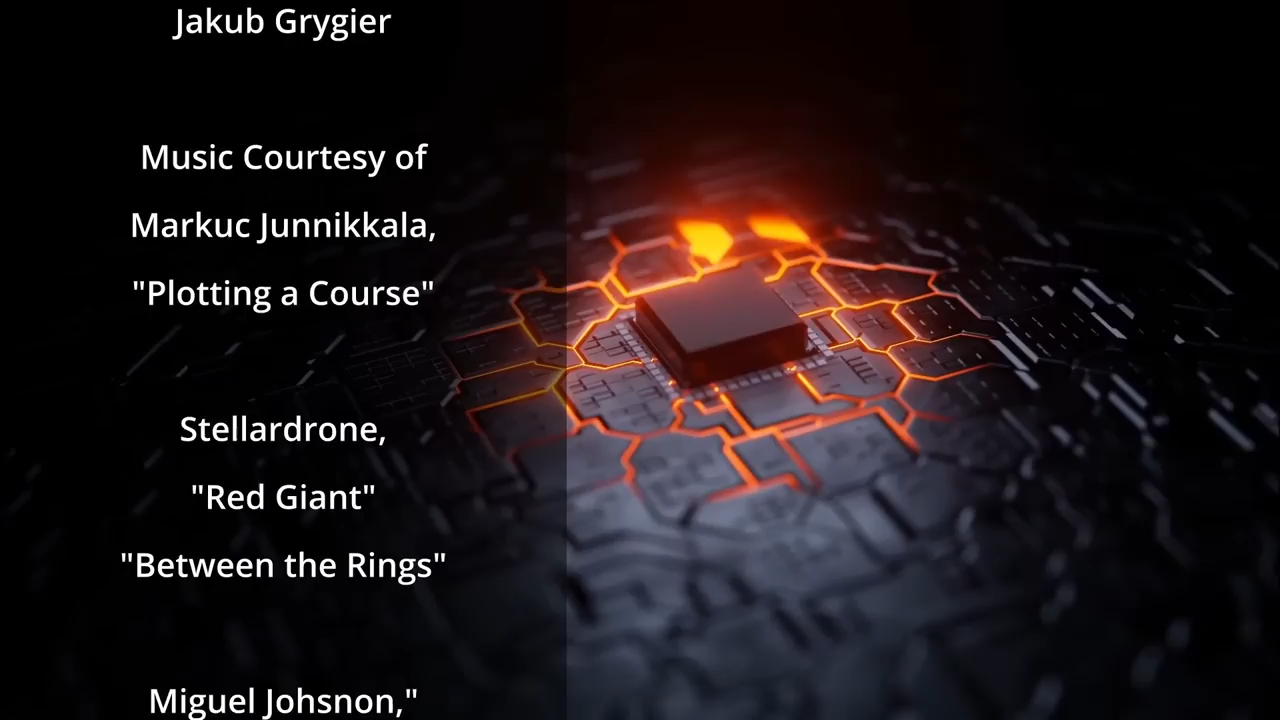 Jakub Grygier
Music Courtesy of
Markuc Junnikkala,
"Plotting a Course"
Stellardrone,
"Red Giant"
"Between the Rings"
Miguel Johsnon,"